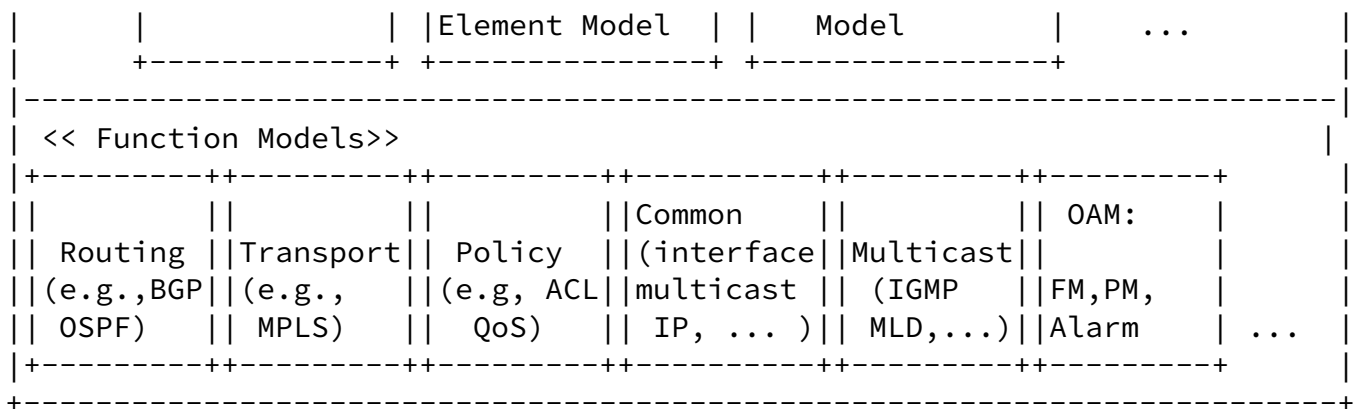 |      |             | |Element Model  | |   Model        |    ...       |
|      +-------------+ +---------------+ +----------------+              |
|-------------------------------------------------------------------------|
| << Function Models>>                                                   |
|+---------++---------++---------++----------++---------++---------+      |
||         ||         ||         ||Common    ||         || OAM:    |      |
|| Routing ||Transport|| Policy  ||(interface||Multicast||         |      |
||(e.g.,BGP||(e.g.,   ||(e.g, ACL||multicast || (IGMP   ||FM,PM,   |      |
|| OSPF)   || MPLS)   ||  QoS)   || IP, ... )|| MLD,...)||Alarm    | ...  |
|+---------++---------++---------++----------++---------++---------+      |
+-------------------------------------------------------------------------+